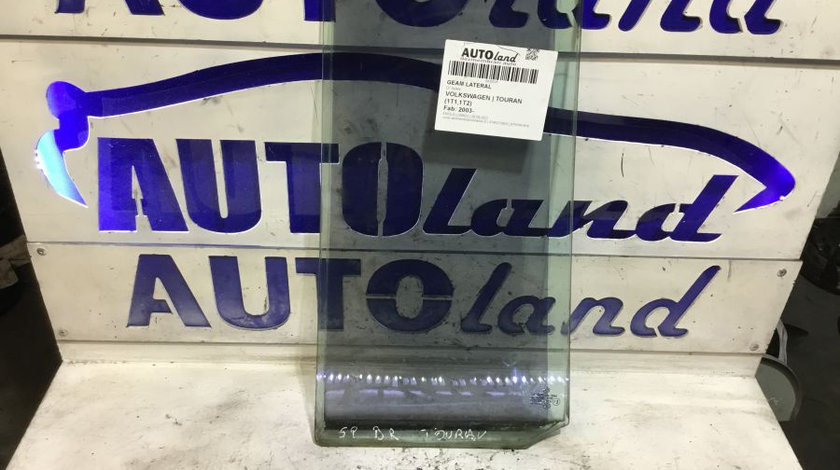 AUTOland
AUTOland
GEAM LATERAL
VOLKSWAGEN | TOURAN
(1T1,1T2)
Fab: 2003-
AUTOland
AUTOland
SP DR TOURAN